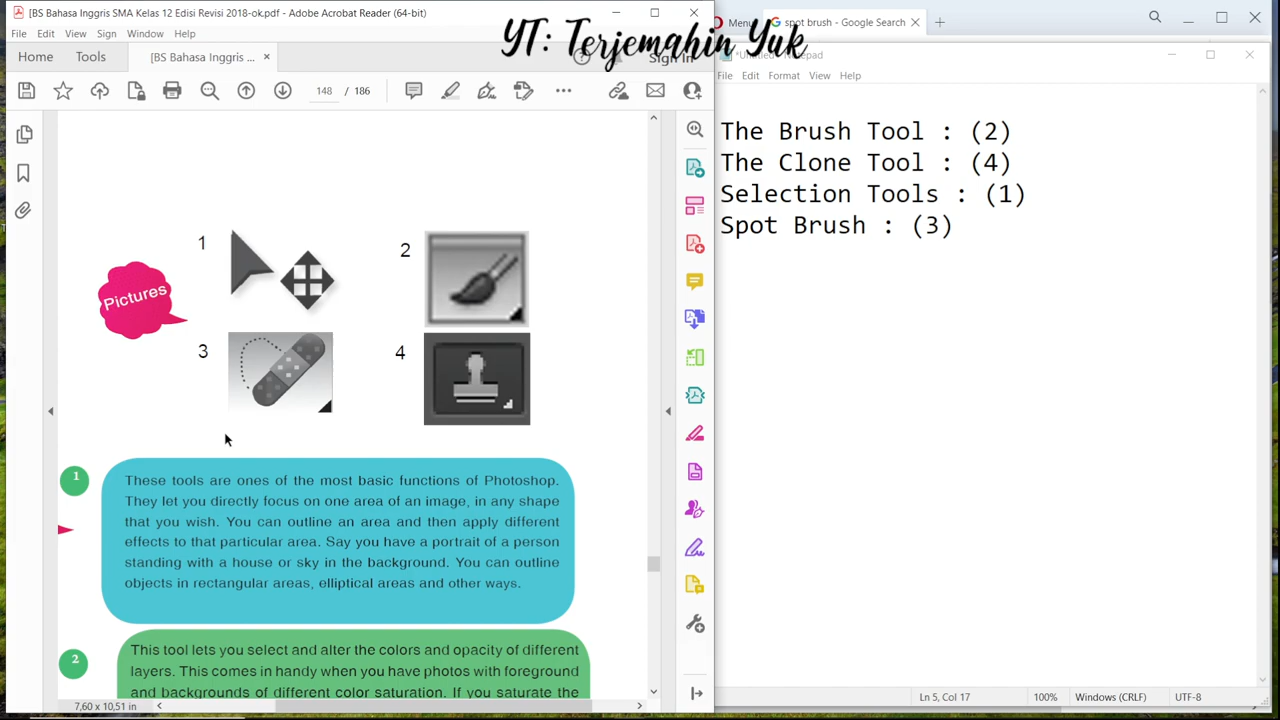 [BS Bahasa Inggris SMA Kelas 12 Edisi Revisi 2018-ok.pdf - Adobe Acrobat Reader (64-bit)
File Edit View Sign Window Help
Home Tools [BS Bahasa Inggris ... × Sign In
148 / 186
YT: Terjemahin Yuk
Menu spot brush - Google Search
*Untitled - Notepad
File Edit Format View Help
The Brush Tool : (2)
The Clone Tool : (4)
Selection Tools : (1)
Spot Brush : (3)
Pictures
1
2
3
4
1
These tools are ones of the most basic functions of Photoshop.
They let you directly focus on one area of an image, in any shape
that you wish. You can outline an area and then apply different
effects to that particular area. Say you have a portrait of a person
standing with a house or sky in the background. You can outline
objects in rectangular areas, elliptical areas and other ways.
2
This tool lets you select and alter the colors and opacity of different
layers. This comes in handy when you have photos with foreground
and backgrounds of different color saturation. If you saturate the
7,60 x 10,51 in
Ln 5, Col 17 100% Windows (CRLF) UTF-8